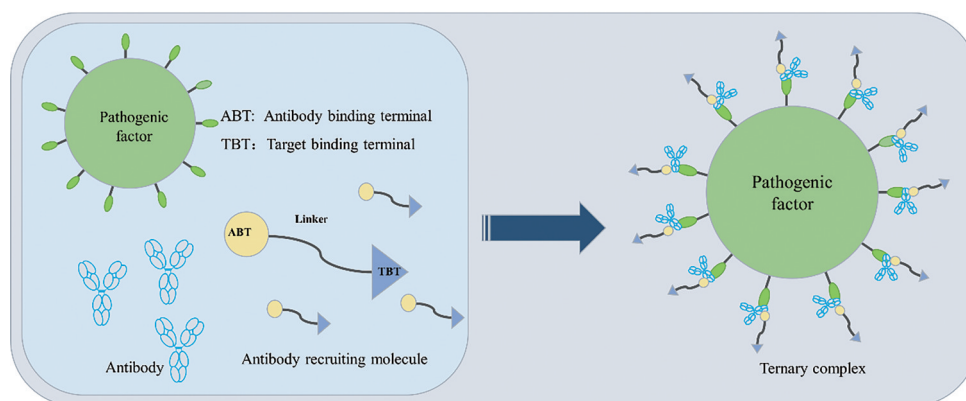 Pathogenic
factor
ABT: Antibody binding terminal
TBT: Target binding terminal
Linker
ABT
TBT
Antibody
Antibody recruiting molecule
Pathogenic
factor
Ternary complex